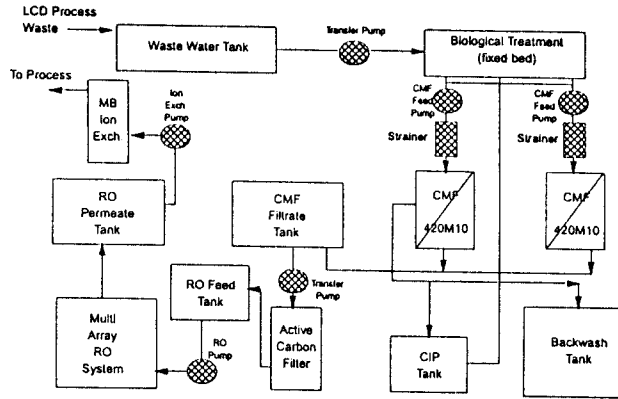 LCD Process
Waste
Waste Water Tank
Transfer Pump
Biological Treatment
(fixed bed)
To Process
MB
Ion
Exch.
Ion
Exch
Pump
CMF
Feed
Pump
CMF
Feed
Pump
Strainer
Strainer
RO
Permeate
Tank
CMF
Filtrate
Tank
CMF
420M10
CMF
420M10
Transfer
Pump
RO Feed
Tank
Multi
Array
RO
System
RO
Pump
Active
Carbon
Filter
CIP
Tank
Backwash
Tank